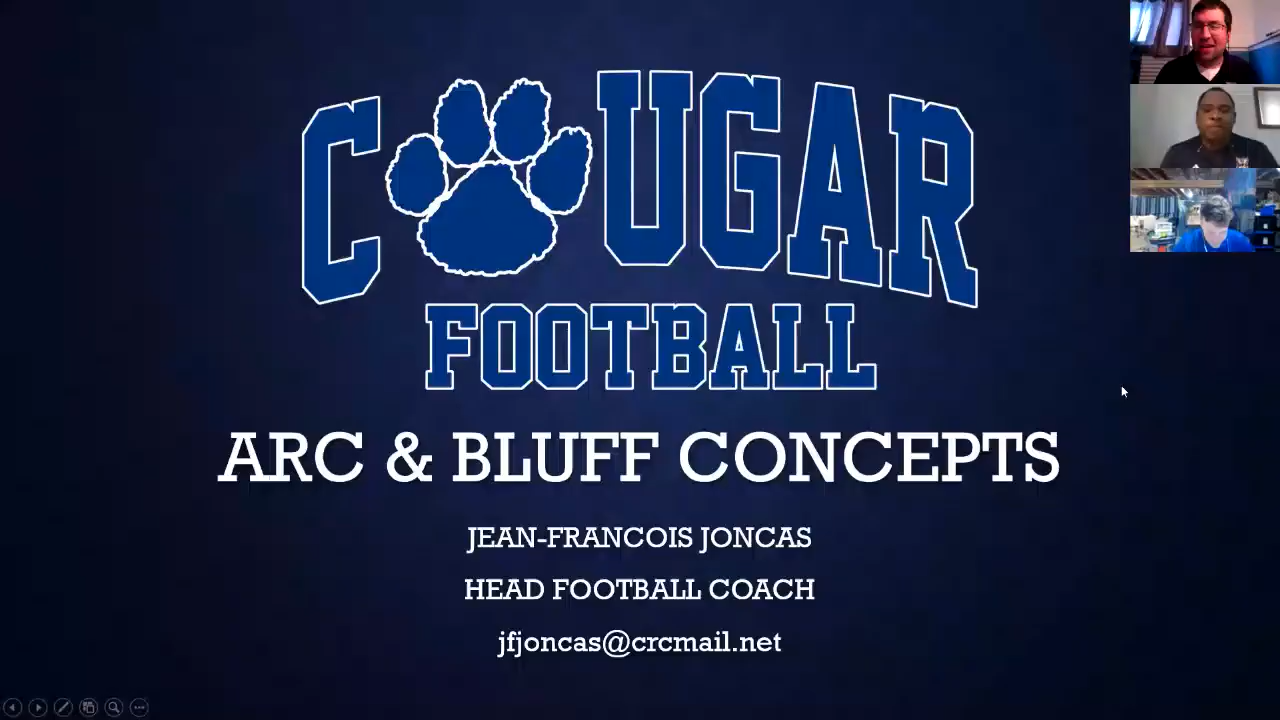 COUGAR
FOOTBALL
ARC & BLUFF CONCEPTS
JEAN-FRANCOIS JONCAS
HEAD FOOTBALL COACH
jfjoncas@crcmail.net